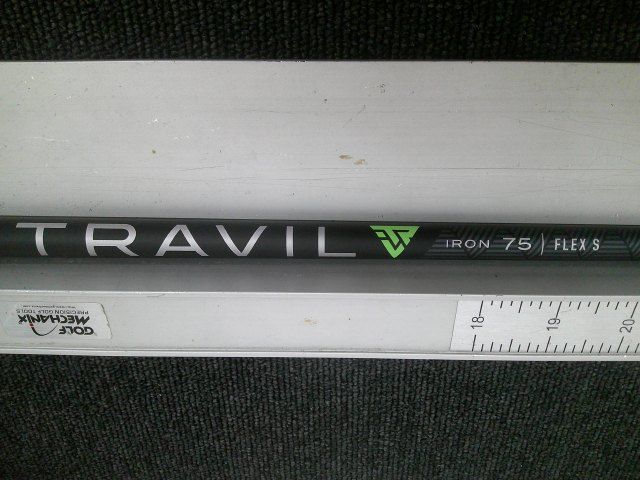 TRAVIL IRON 75 | FLEX S
GOLF
MECHANIX
PRECISION GOLF TOOLS
18 19 20